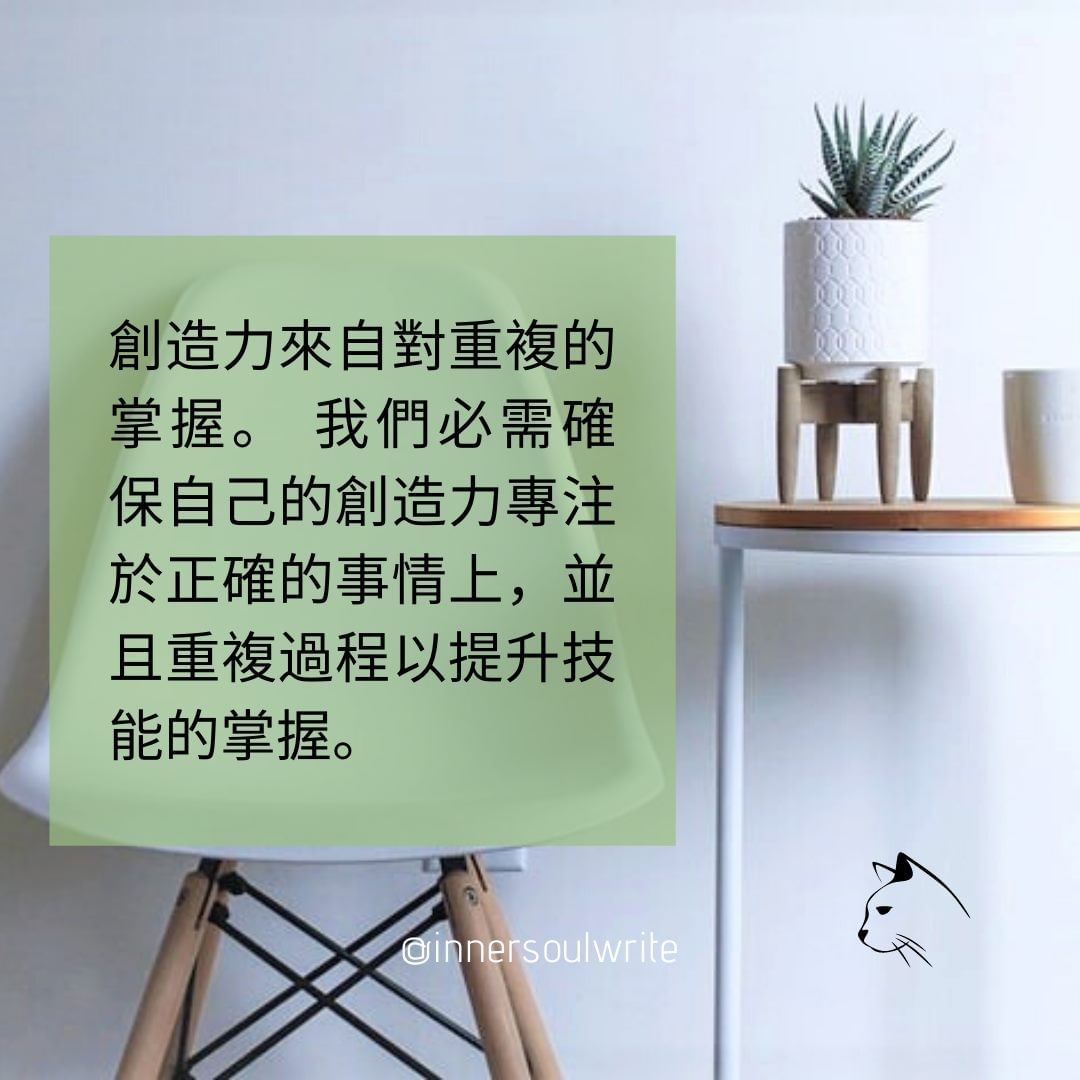 創造力來自對重複的
掌握。 我們必需確
保自己的創造力專注
於正確的事情上，並
且重複過程以提升技
能的掌握。
@innersoulwrite